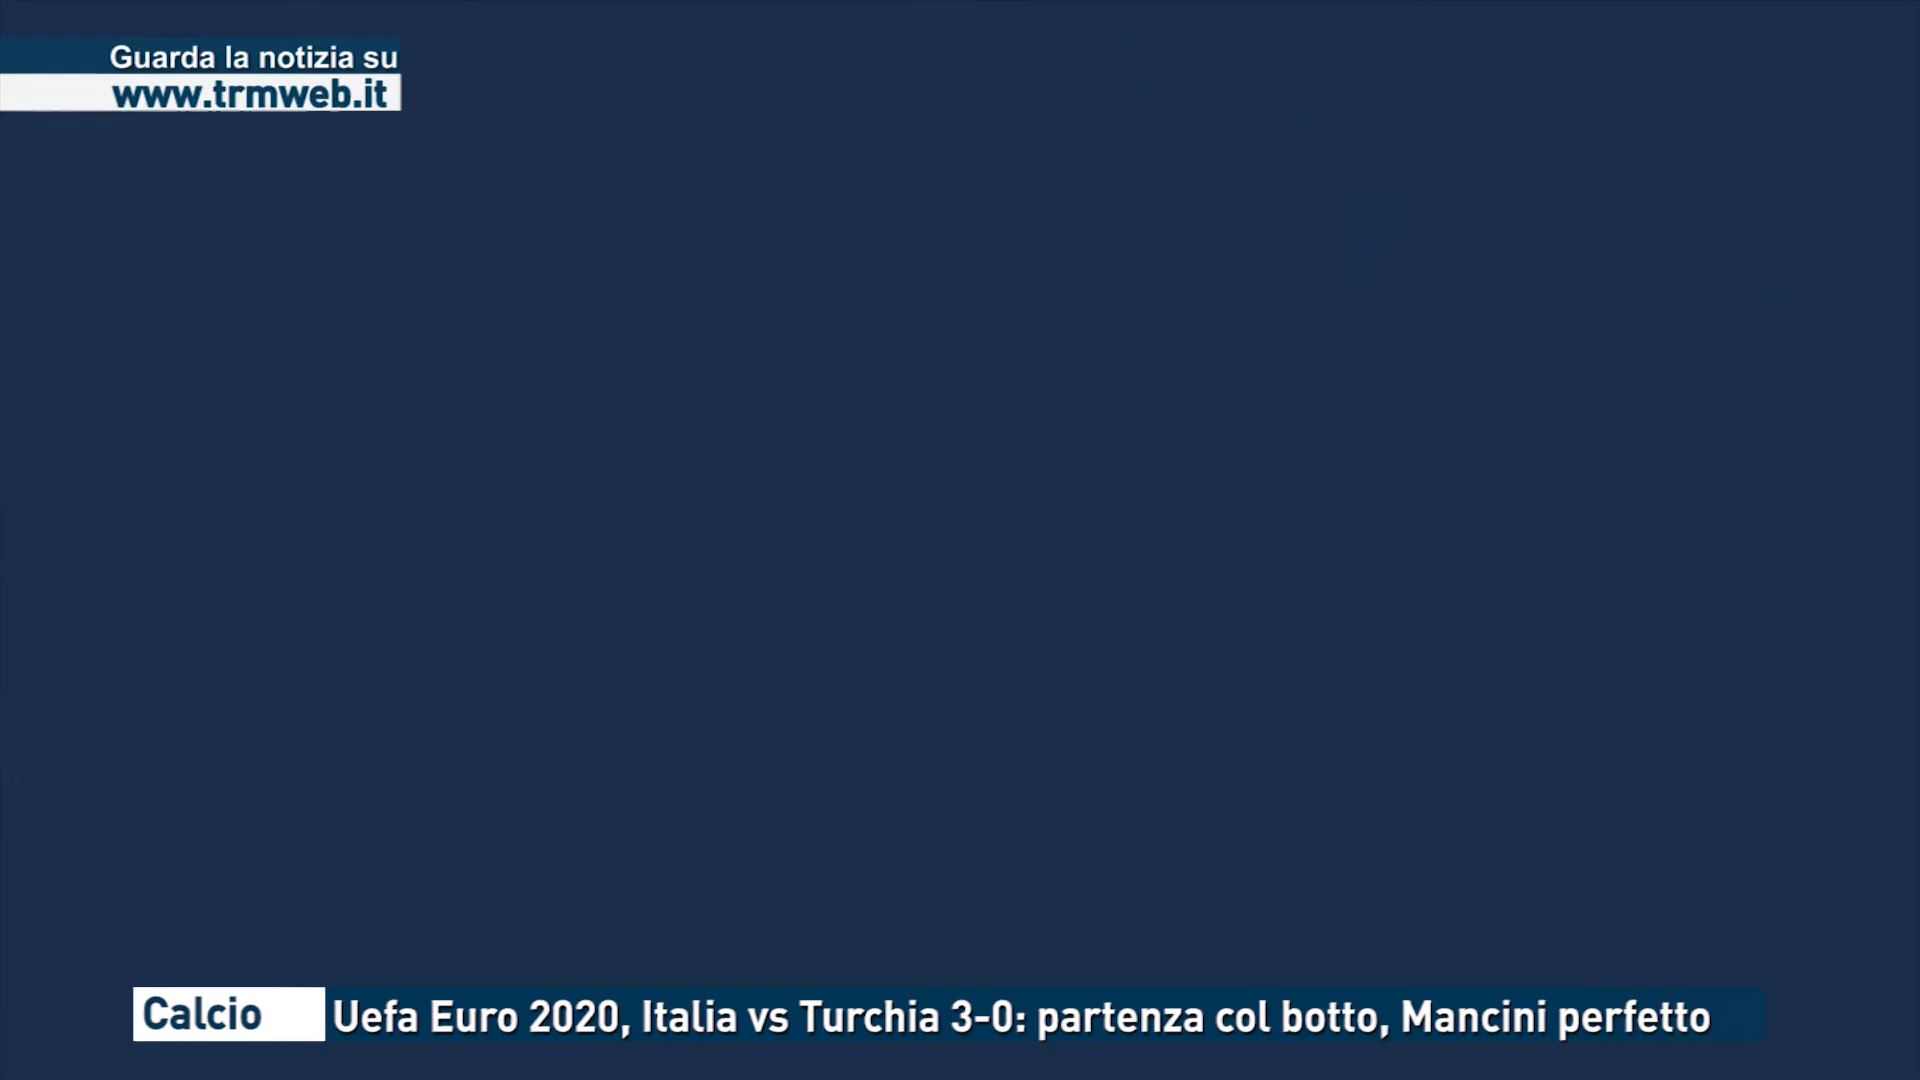 Guarda la notizia su
www.trmweb.it
Calcio Uefa Euro 2020, Italia vs Turchia 3-0: partenza col botto, Mancini perfetto